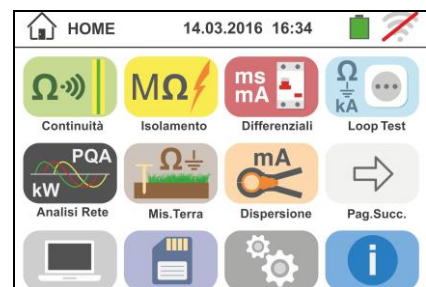 HOME 14.03.2016 16:34
Ω MΩ ms mA Ω kA
Continuità Isolamento Differenziali Loop Test
PQA kW Ω mA
Analisi Rete Mis.Terra Dispersione Pag.Succ.
i